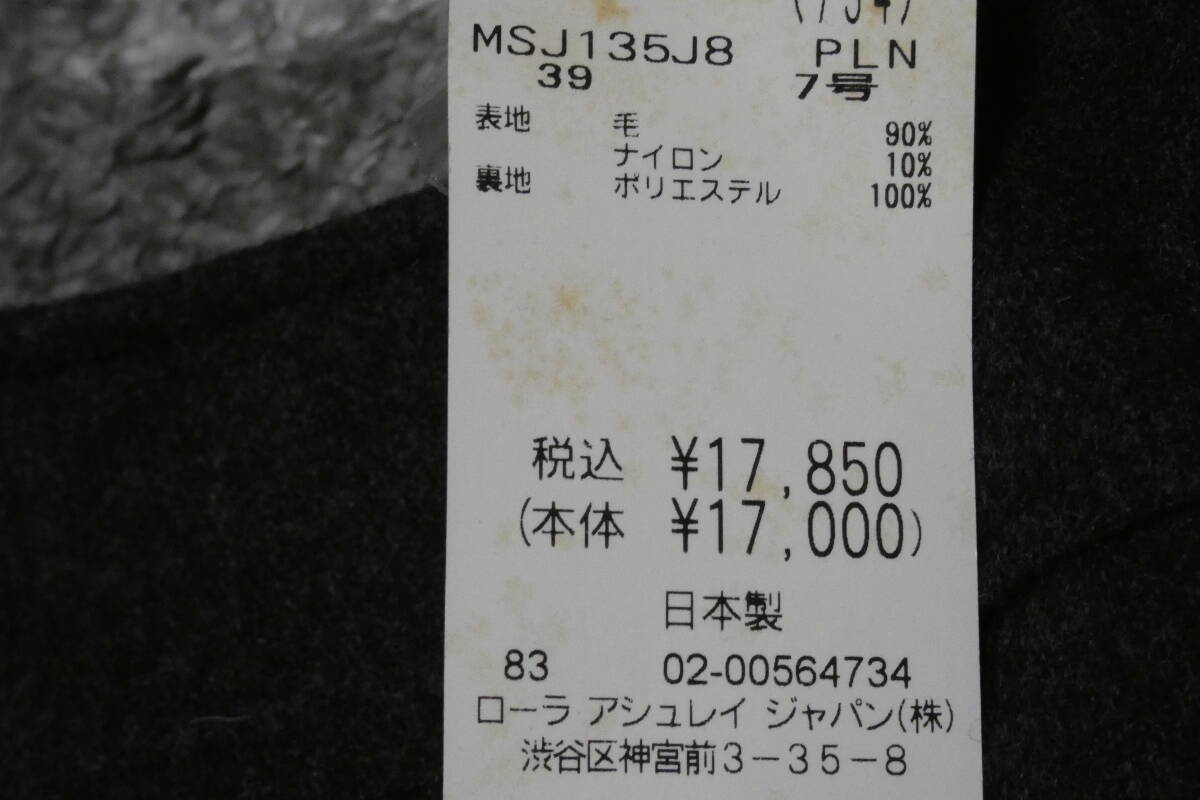 MSJ135J8 PLN
39 7号
表地 毛 90%
ナイロン 10%
裏地 ポリエステル 100%
税込 ¥17,850
(本体 ¥17,000)
日本製
83 02-00564734
ローラ アシュレイ ジャパン(株)
渋谷区神宮前3-35-8